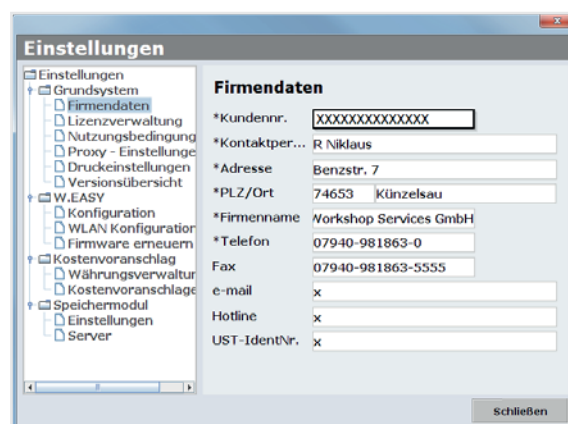 Einstellungen
Einstellungen
Grundsystem
Firmendaten
Lizenzverwaltung
Nutzungsbedingung
Proxy - Einstellunge
Druckeinstellungen
Versionsübersicht
W.EASY
Konfiguration
WLAN Konfiguration
Firmware erneuern
Kostenvoranschlag
Währungsverwaltur
Kostenvoranschlage
Speichermodul
Einstellungen
Server
Firmendaten
*Kundennr. XXXXXXXXXXXXXX
*Kontaktper... R Niklaus
*Adresse Benzstr. 7
*PLZ/Ort 74653 Künzelsau
*Firmenname Workshop Services GmbH
*Telefon 07940-981863-0
Fax 07940-981863-5555
e-mail x
Hotline x
UST-IdentNr. x
Schließen